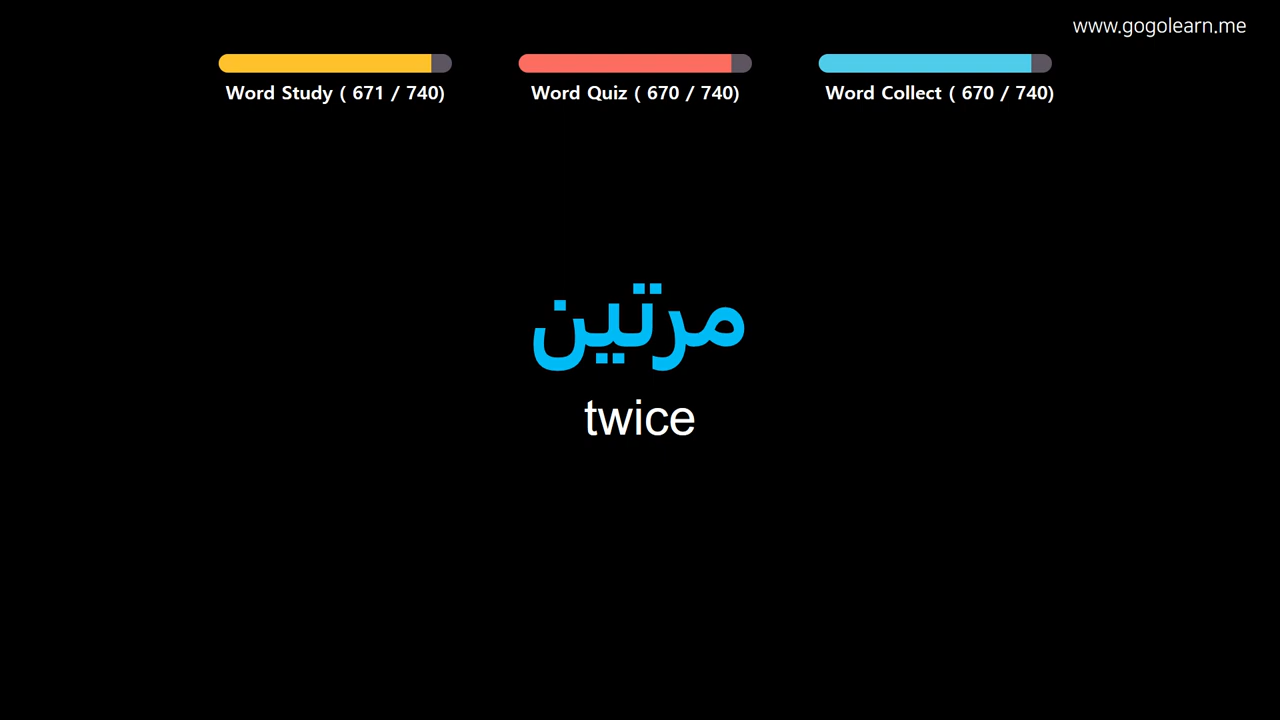 www.gogolearn.me
Word Study ( 671 / 740)
Word Quiz ( 670 / 740)
Word Collect ( 670 / 740)
مرتين
twice